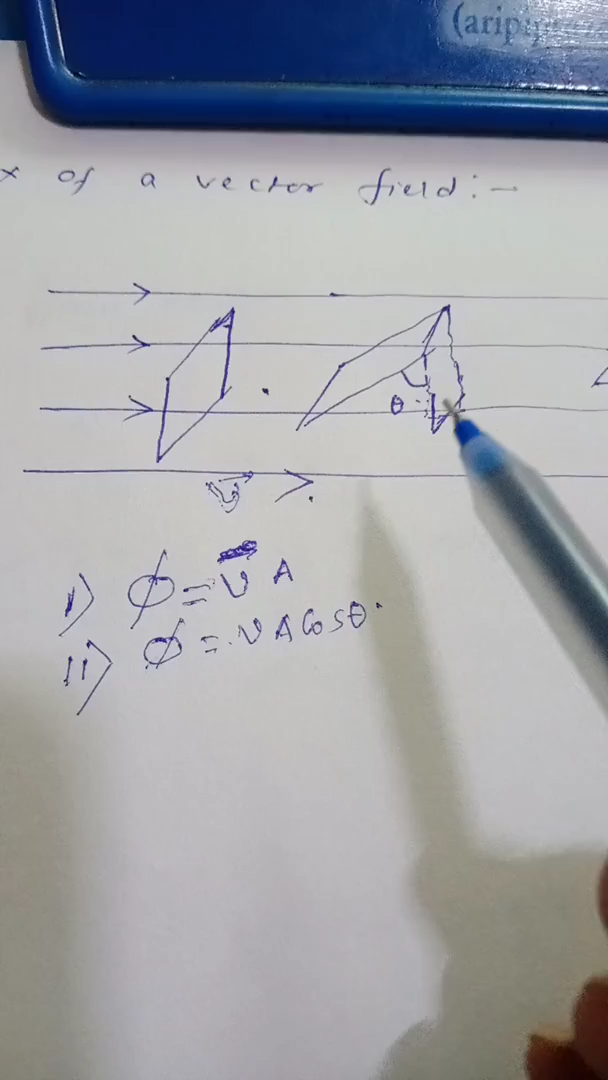 x of a vector field:-
θ
I) ϕ = v A
II) ϕ = v A Cosθ.